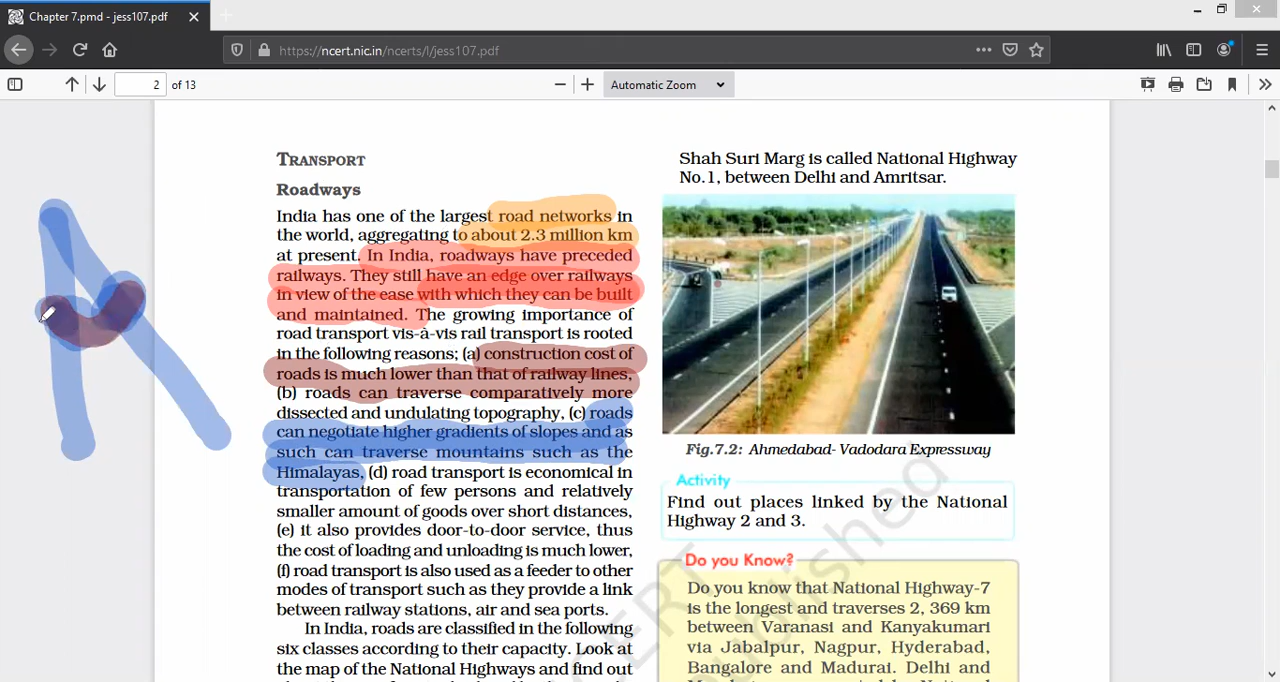 Chapter 7.pmd - jess107.pdf
https://ncert.nic.in/ncerts/l/jess107.pdf
2 of 13
Automatic Zoom
TRANSPORT
Roadways
India has one of the largest road networks in
the world, aggregating to about 2.3 million km
at present. In India, roadways have preceded
railways. They still have an edge over railways
in view of the ease with which they can be built
and maintained. The growing importance of
road transport vis-à-vis rail transport is rooted
in the following reasons; (a) construction cost of
roads is much lower than that of railway lines,
(b) roads can traverse comparatively more
dissected and undulating topography, (c) roads
can negotiate higher gradients of slopes and as
such can traverse mountains such as the
Himalayas, (d) road transport is economical in
transportation of few persons and relatively
smaller amount of goods over short distances,
(e) it also provides door-to-door service, thus
the cost of loading and unloading is much lower,
(f) road transport is also used as a feeder to other
modes of transport such as they provide a link
between railway stations, air and sea ports.
In India, roads are classified in the following
six classes according to their capacity. Look at
the map of the National Highways and find out
Shah Suri Marg is called National Highway
No.1, between Delhi and Amritsar.
Fig.7.2: Ahmedabad- Vadodara Expressway
Activity
Find out places linked by the National
Highway 2 and 3.
Do you Know?
Do you know that National Highway-7
is the longest and traverses 2, 369 km
between Varanasi and Kanyakumari
via Jabalpur, Nagpur, Hyderabad,
Bangalore and Madurai. Delhi and